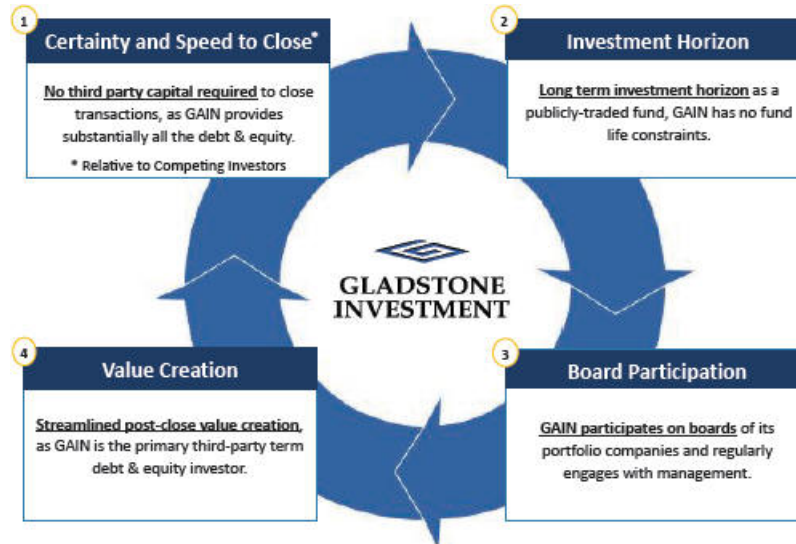 1
Certainty and Speed to Close*
No third party capital required to close
transactions, as GAIN provides
substantially all the debt & equity.
* Relative to Competing Investors
2
Investment Horizon
Long term investment horizon as a
publicly-traded fund, GAIN has no fund
life constraints.
GLADSTONE
INVESTMENT
4
Value Creation
Streamlined post-close value creation,
as GAIN is the primary third-party term
debt & equity investor.
3
Board Participation
GAIN participates on boards of its
portfolio companies and regularly
engages with management.